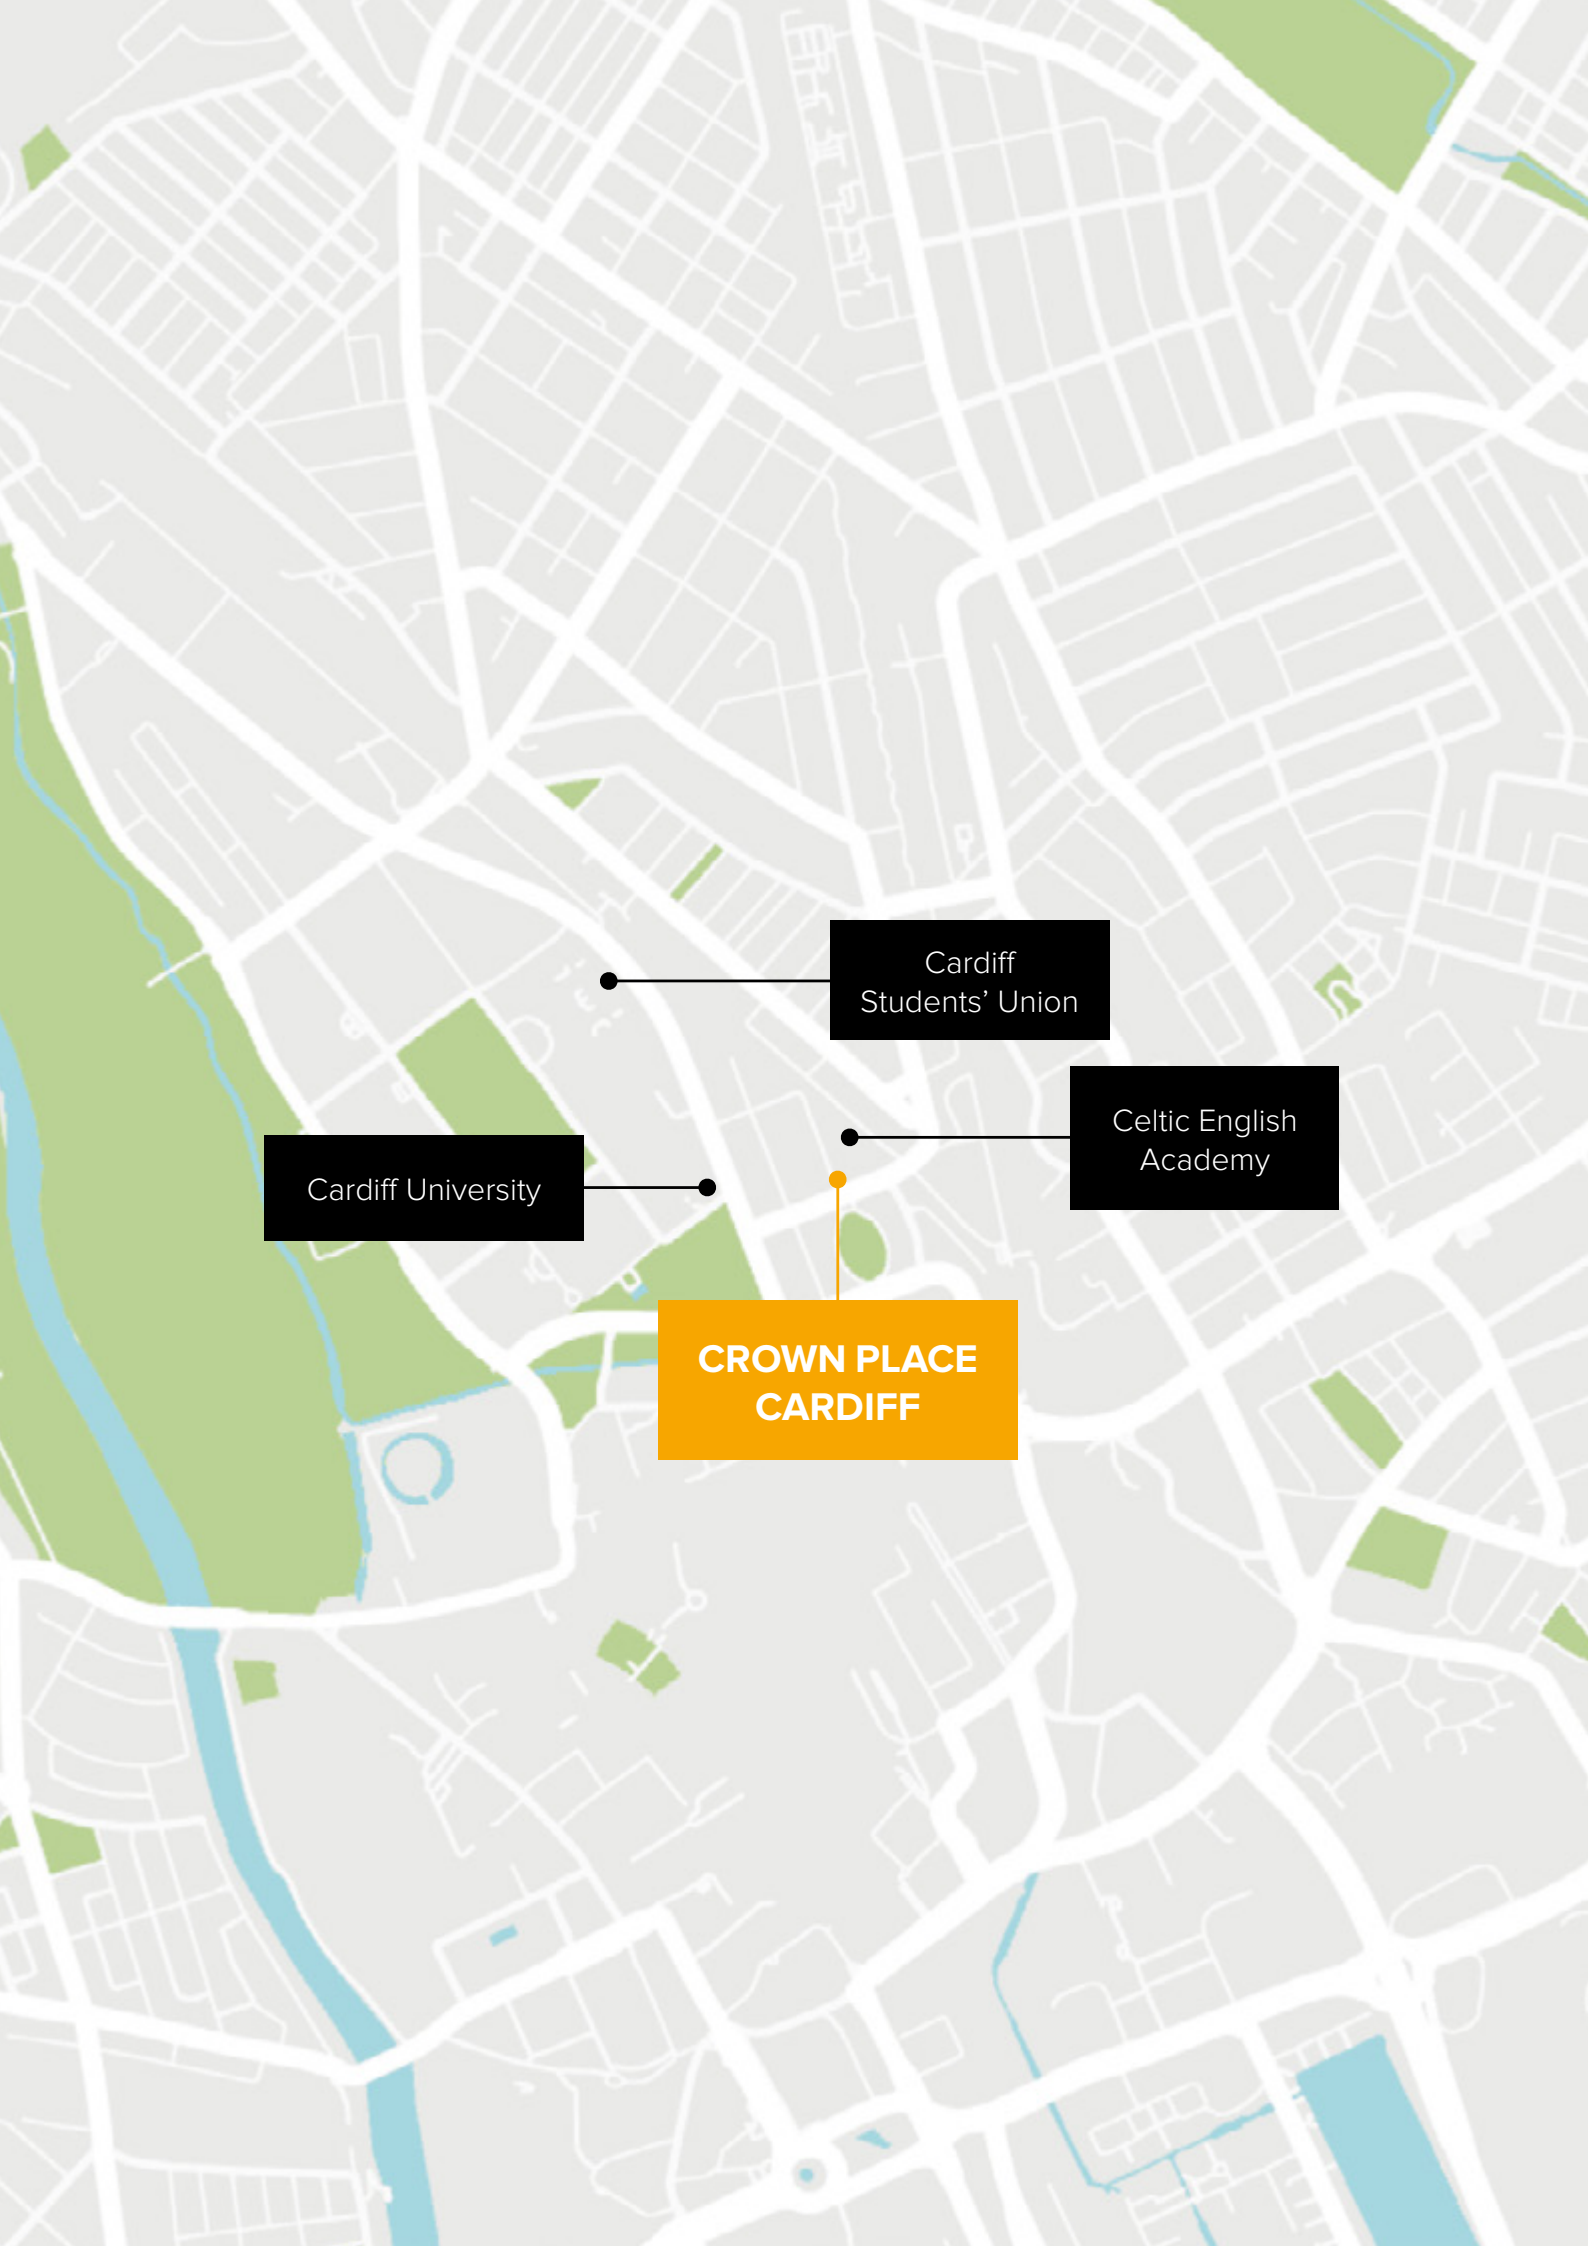 Cardiff
Students’ Union
Celtic English
Academy
Cardiff University
CROWN PLACE
CARDIFF